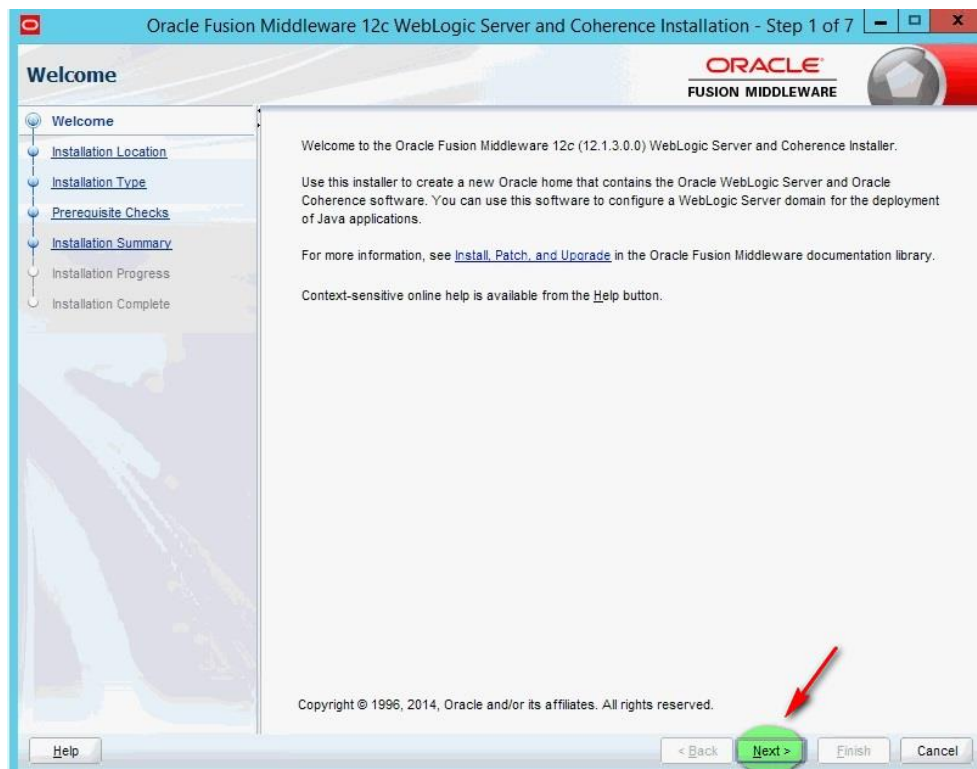 Oracle Fusion Middleware 12c WebLogic Server and Coherence Installation - Step 1 of 7
Welcome
ORACLE
FUSION MIDDLEWARE
Welcome
Installation Location
Installation Type
Prerequisite Checks
Installation Summary
Installation Progress
Installation Complete
Welcome to the Oracle Fusion Middleware 12c (12.1.3.0.0) WebLogic Server and Coherence Installer.
Use this installer to create a new Oracle home that contains the Oracle WebLogic Server and Oracle
Coherence software. You can use this software to configure a WebLogic Server domain for the deployment
of Java applications.
For more information, see Install, Patch, and Upgrade in the Oracle Fusion Middleware documentation library.
Context-sensitive online help is available from the Help button.
Copyright © 1996, 2014, Oracle and/or its affiliates. All rights reserved.
Help
< Back
Next >
Finish
Cancel